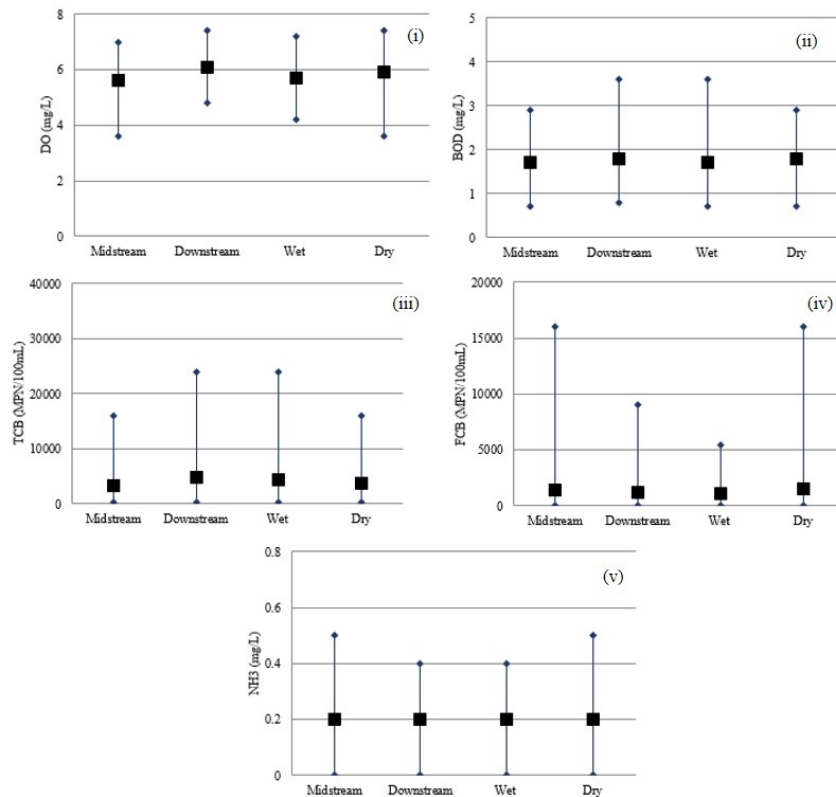 8
6
4
2
0
DO (mg/L)
(i)
Midstream Downstream Wet Dry
5
4
3
2
1
0
BOD (mg/L)
(ii)
Midstream Downstream Wet Dry
40000
30000
20000
10000
0
TCB (MPN/100mL)
(iii)
Midstream Downstream Wet Dry
20000
15000
10000
5000
0
FCB (MPN/100mL)
(iv)
Midstream Downstream Wet Dry
0.8
0.6
0.4
0.2
0
NH3 (mg/L)
(v)
Midstream Downstream Wet Dry